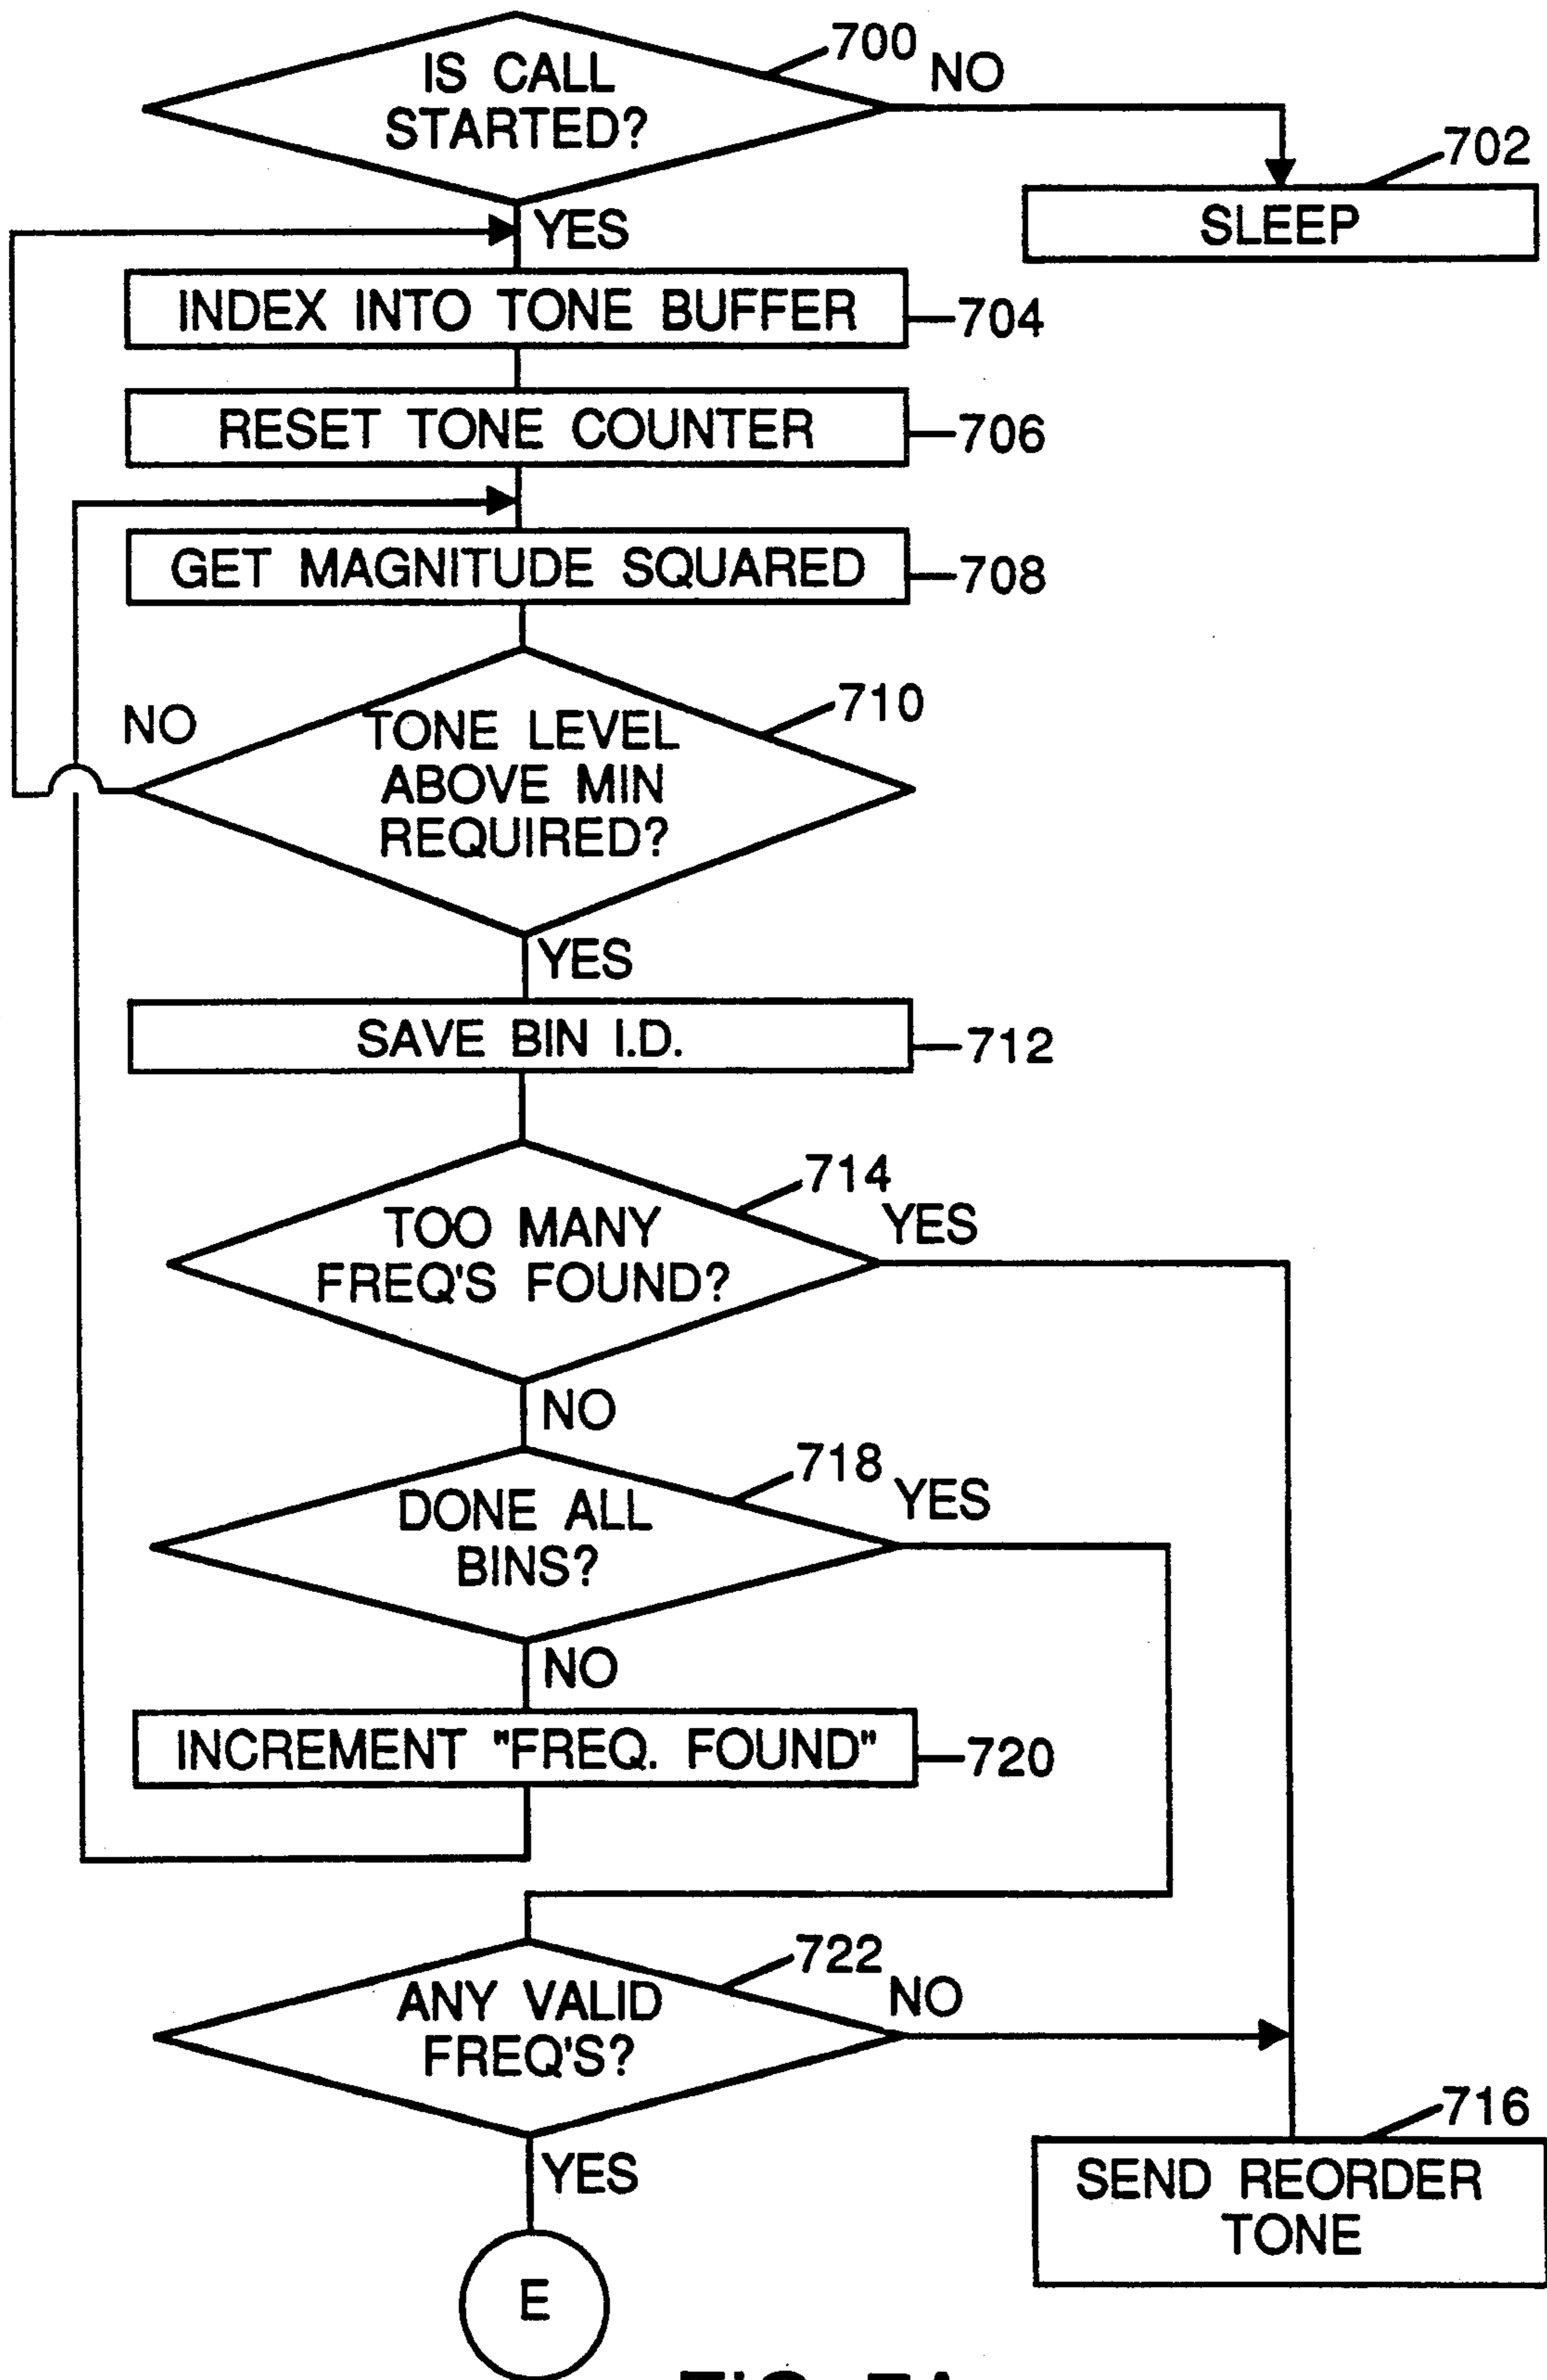 IS CALL
STARTED?
700
NO
702
SLEEP
YES
INDEX INTO TONE BUFFER
704
RESET TONE COUNTER
706
GET MAGNITUDE SQUARED
708
NO
TONE LEVEL
ABOVE MIN
REQUIRED?
710
YES
SAVE BIN I.D.
712
TOO MANY
FREQ'S FOUND?
714
YES
NO
DONE ALL
BINS?
718
YES
NO
INCREMENT "FREQ. FOUND"
720
ANY VALID
FREQ'S?
722
NO
716
SEND REORDER
TONE
YES
E